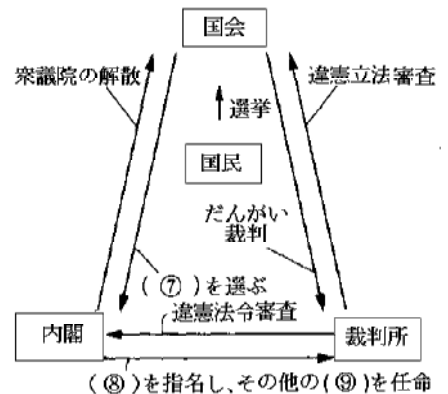 国会
衆議院の解散
違憲立法審査
選挙
国民
だんがい
裁判
(⑦)を選ぶ
違憲法令審査
内閣
裁判所
(⑧)を指名し、その他の(⑨)を任命